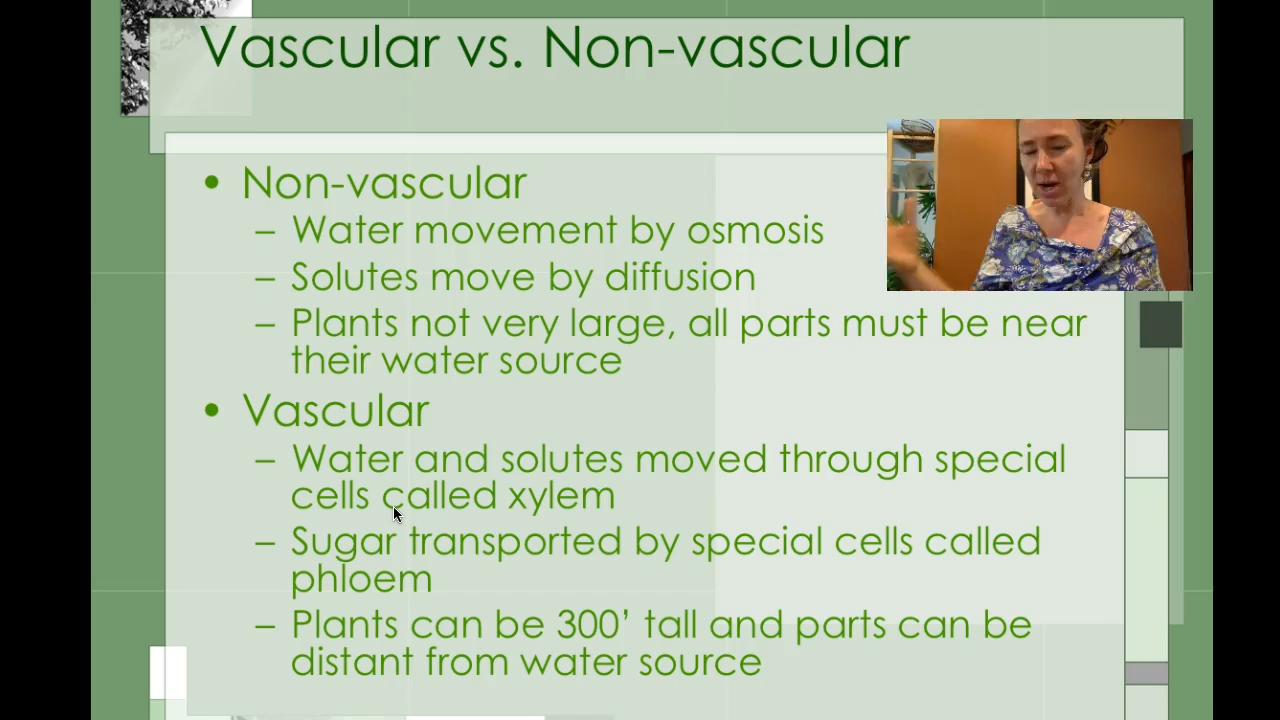 Vascular vs. Non-vascular
• Non-vascular
– Water movement by osmosis
– Solutes move by diffusion
– Plants not very large, all parts must be near
their water source
• Vascular
– Water and solutes moved through special
cells called xylem
– Sugar transported by special cells called
phloem
– Plants can be 300’ tall and parts can be
distant from water source